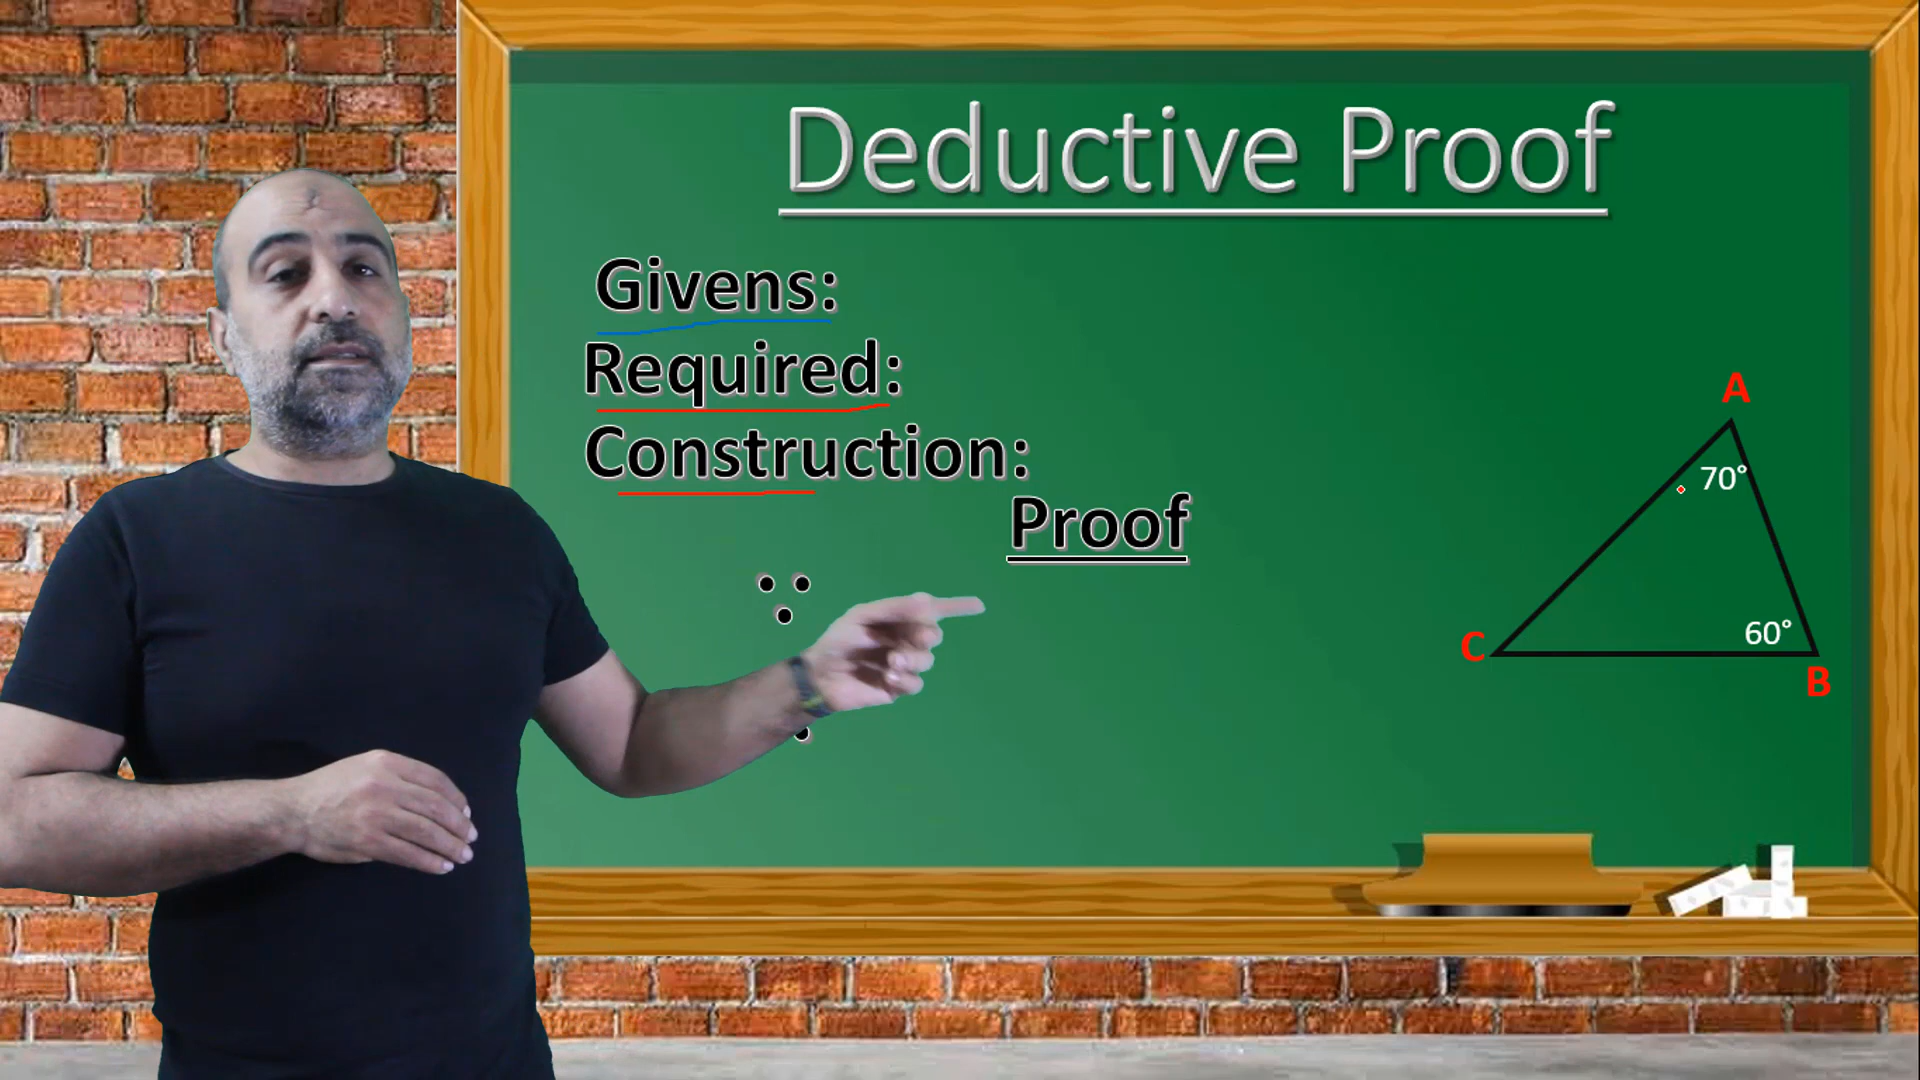 Deductive Proof
Givens:
Required:
Construction:
Proof
∵
A
70°
60°
C
B